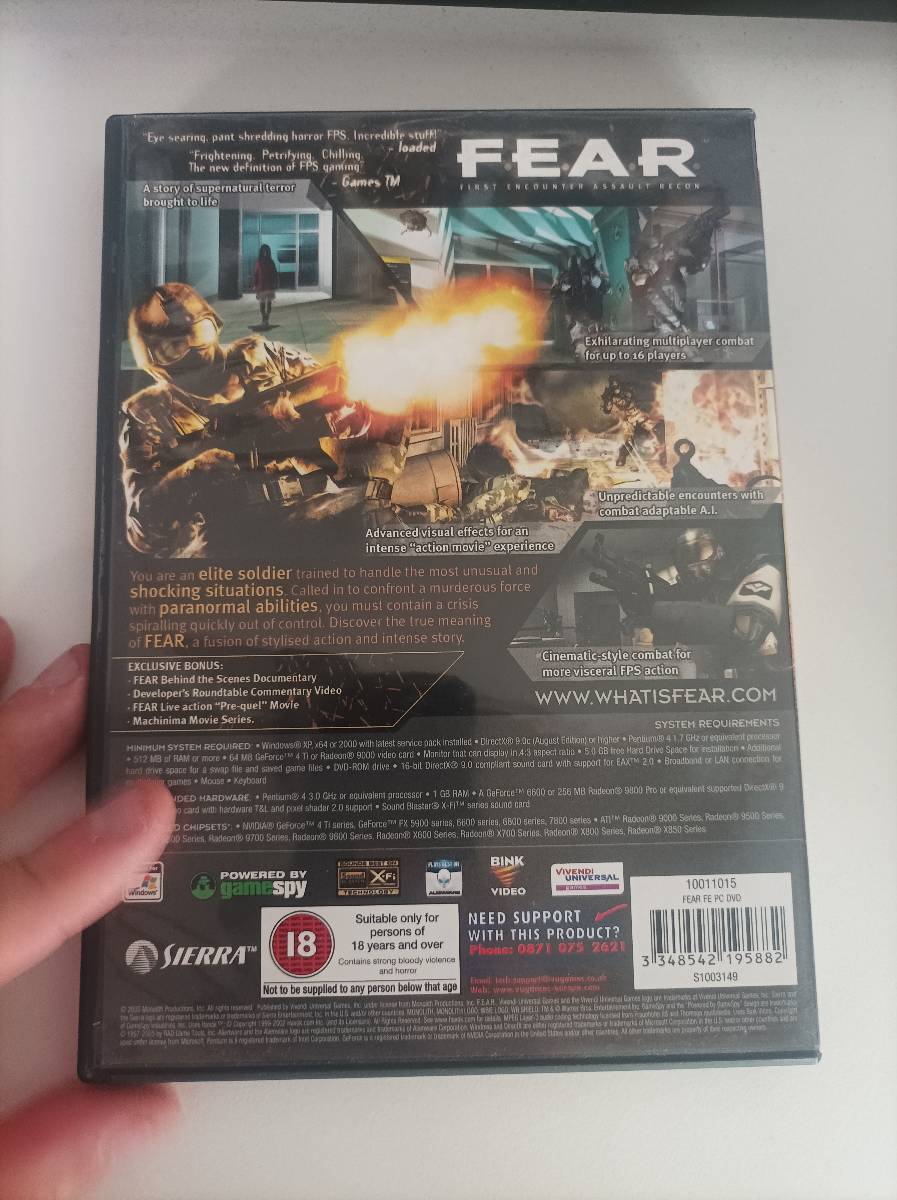 "Eye searing, pant shredding horror FPS. Incredible stuff!"
- loaded
"Frightening. Petrifying. Chilling.
The new definition of FPS gaming"
- Games TM
F.E.A.R.
FIRST ENCOUNTER ASSAULT RECON
A story of supernatural terror
brought to life
Exhilarating multiplayer combat
for up to 16 players
Unpredictable encounters with
combat adaptable A.I.
Advanced visual effects for an
intense "action movie" experience
You are an elite soldier trained to handle the most unusual and
shocking situations. Called in to confront a murderous force
with paranormal abilities, you must contain a crisis
spiralling quickly out of control. Discover the true meaning
of FEAR, a fusion of stylised action and intense story.
Cinematic-style combat for
more visceral FPS action
EXCLUSIVE BONUS:
· FEAR Behind the Scenes Documentary
· Developer's Roundtable Commentary Video
· FEAR Live action "Pre-quel" Movie
· Machinima Movie Series.
WWW.WHATISFEAR.COM
SYSTEM REQUIREMENTS
MINIMUM SYSTEM REQUIRED: • Windows® XP, x64 or 2000 with latest service pack installed • DirectX® 9.0c (August Edition) or higher • Pentium® 4 1.7 GHz or equivalent processor
• 512 MB of RAM or more • 64 MB GeForce™ 4 Ti or Radeon® 9000 video card • Monitor that can display in 4:3 aspect ratio • 5.0 GB free Hard Drive Space for installation • Additional
hard drive space for a swap file and saved game files • DVD-ROM drive • 16-bit DirectX® 9.0 compliant sound card with support for EAX™ 2.0 • Broadband or LAN connection for
games • Mouse • Keyboard
HARDWARE: • Pentium® 4 3.0 GHz or equivalent processor • 1 GB RAM • A GeForce™ 6600 or 256 MB Radeon® 9800 Pro or equivalent supported DirectX® 9
card with hardware T&L and pixel shader 2.0 support • Sound Blaster® X-Fi™ series sound card
CHIPSETS*: • NVIDIA® GeForce™ 4 Ti series, GeForce™ FX 5900 series, 6600 series, 6800 series, 7800 series • ATI™ Radeon® 9000 Series, Radeon® 9500 Series,
Series, Radeon® 9700 Series, Radeon® 9800 Series, Radeon® X600 Series, Radeon® X700 Series, Radeon® X800 Series, Radeon® X850 Series
Windows®
POWERED BY
gamespy
SOUNDS BEST ON
X-Fi
TECHNOLOGY
ALIENWARE
BINK
VIDEO
VIVENDI
UNIVERSAL
games
SIERRA™
18
Suitable only for
persons of
18 years and over
Contains strong bloody violence
and horror
Not to be supplied to any person below that age
NEED SUPPORT
WITH THIS PRODUCT?
Phone: 0871 075 2621
10011015
FEAR FE PC DVD
3 348542 195882
S1003149